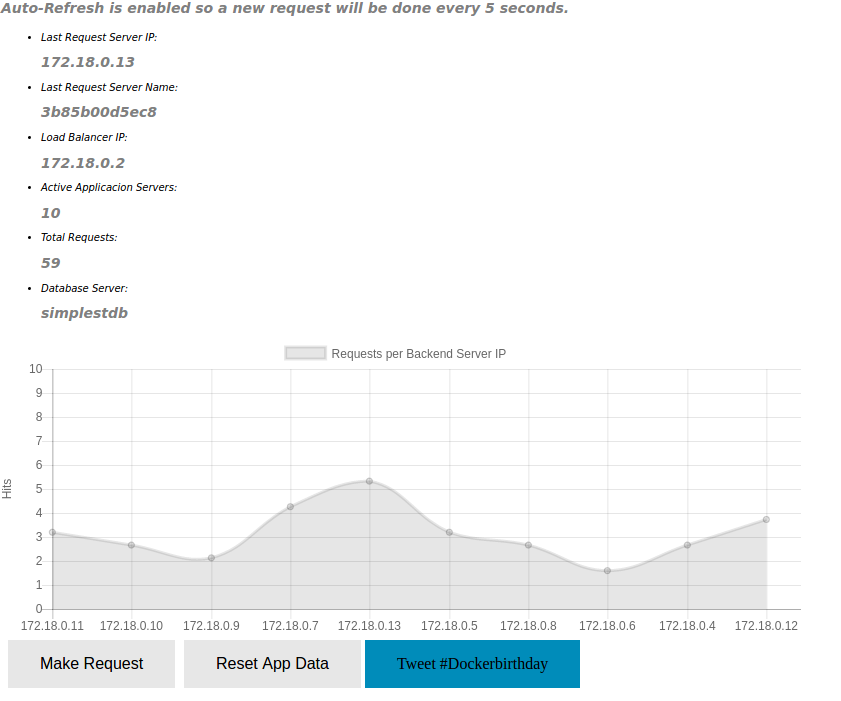 Auto-Refresh is enabled so a new request will be done every 5 seconds.
Last Request Server IP:
172.18.0.13
Last Request Server Name:
3b85b00d5ec8
Load Balancer IP:
172.18.0.2
Active Applicacion Servers:
10
Total Requests:
59
Database Server:
simplestdb
Requests per Backend Server IP
10
9
8
7
6
5
4
3
2
1
0
Hits
172.18.0.11 172.18.0.10 172.18.0.9 172.18.0.7 172.18.0.13 172.18.0.5 172.18.0.8 172.18.0.6 172.18.0.4 172.18.0.12
Make Request Reset App Data Tweet #Dockerbirthday